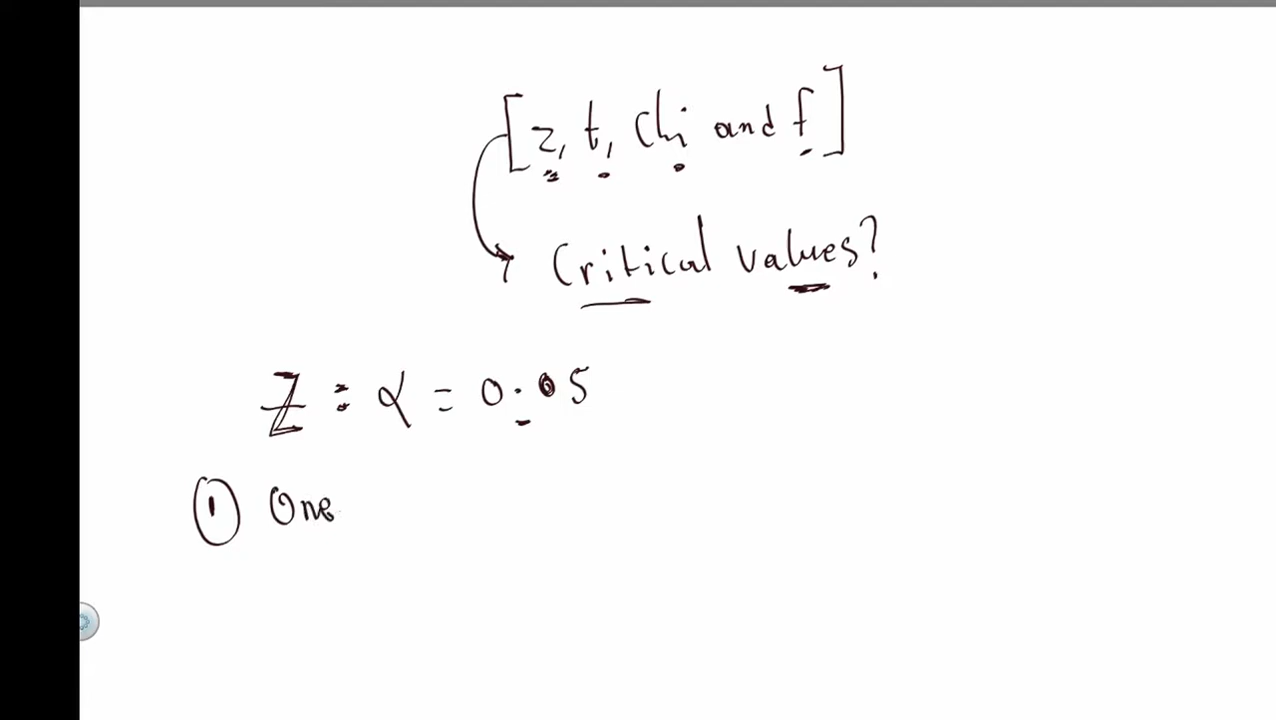 [z, t, Chi and f]
Critical values?
Z : α = 0.05
① One